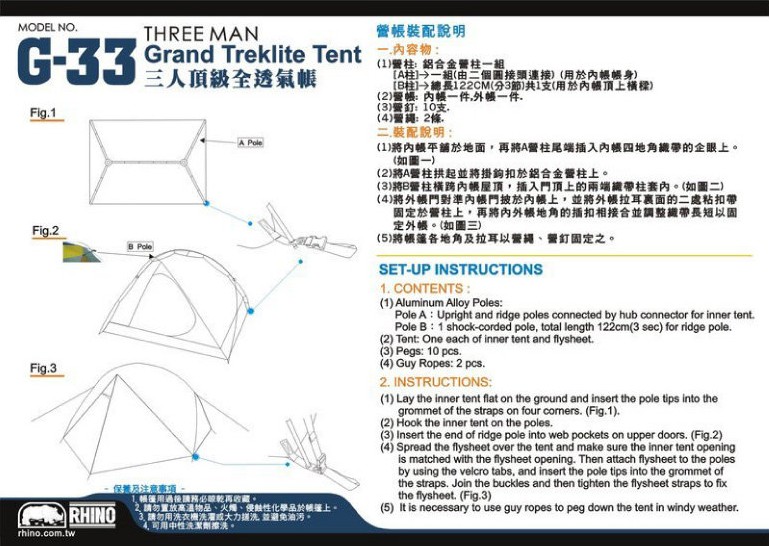 MODEL NO.
G-33
THREE MAN
Grand Treklite Tent
三人頂級全透氣帳
Fig.1
A Pole
Fig.2
B Pole
Fig.3
- 保養及注意事項 -
1. 帳篷用過後請務必晾乾再收藏。
2. 請勿置放高溫物品、火燭、侵蝕性化學品於帳篷上。
3. 請勿用洗衣機洗濯或大力搓洗, 並避免油污。
4. 可用中性洗潔劑擦洗。
RHINO
rhino.com.tw
營帳裝配說明
一.內容物 :
(1)營柱: 鋁合金營柱一組
[A柱]→一組(由二個圓接頭連接) (用於內帳帳身)
[B柱]→總長122CM(分3節)共1支(用於內帳頂上橫樑)
(2)營帳: 內帳一件.外帳一件.
(3)營釘: 10支.
(4)營繩: 2條.
二.裝配說明 :
(1)將內帳平舖於地面，再將A營柱尾端插入內帳四地角織帶的企眼上。
(如圖一)
(2)將A營柱拱起並將掛鉤扣於鋁合金營柱上。
(3)將B營柱橫跨內帳屋頂，插入門頂上的兩端織帶柱套內。(如圖二)
(4)將外帳門對準內帳門披於內帳上，並將外帳拉耳裏面的二處粘扣帶
固定於營柱上，再將內外帳地角的插扣相接合並調整織帶長短以固
定外帳。(如圖三)
(5)將帳篷各地角及拉耳以營繩、營釘固定之。
SET-UP INSTRUCTIONS
1. CONTENTS :
(1) Aluminum Alloy Poles:
Pole A：Upright and ridge poles connected by hub connector for inner tent.
Pole B：1 shock-corded pole, total length 122cm(3 sec) for ridge pole.
(2) Tent: One each of inner tent and flysheet.
(3) Pegs: 10 pcs.
(4) Guy Ropes: 2 pcs.
2. INSTRUCTIONS:
(1) Lay the inner tent flat on the ground and insert the pole tips into the
grommet of the straps on four corners. (Fig.1).
(2) Hook the inner tent on the poles.
(3) Insert the end of ridge pole into web pockets on upper doors. (Fig.2)
(4) Spread the flysheet over the tent and make sure the inner tent opening
is matched with the flysheet opening. Then attach flysheet to the poles
by using the velcro tabs, and insert the pole tips into the grommet of
the straps. Join the buckles and then tighten the flysheet straps to fix
the flysheet. (Fig.3)
(5) It is necessary to use guy ropes to peg down the tent in windy weather.